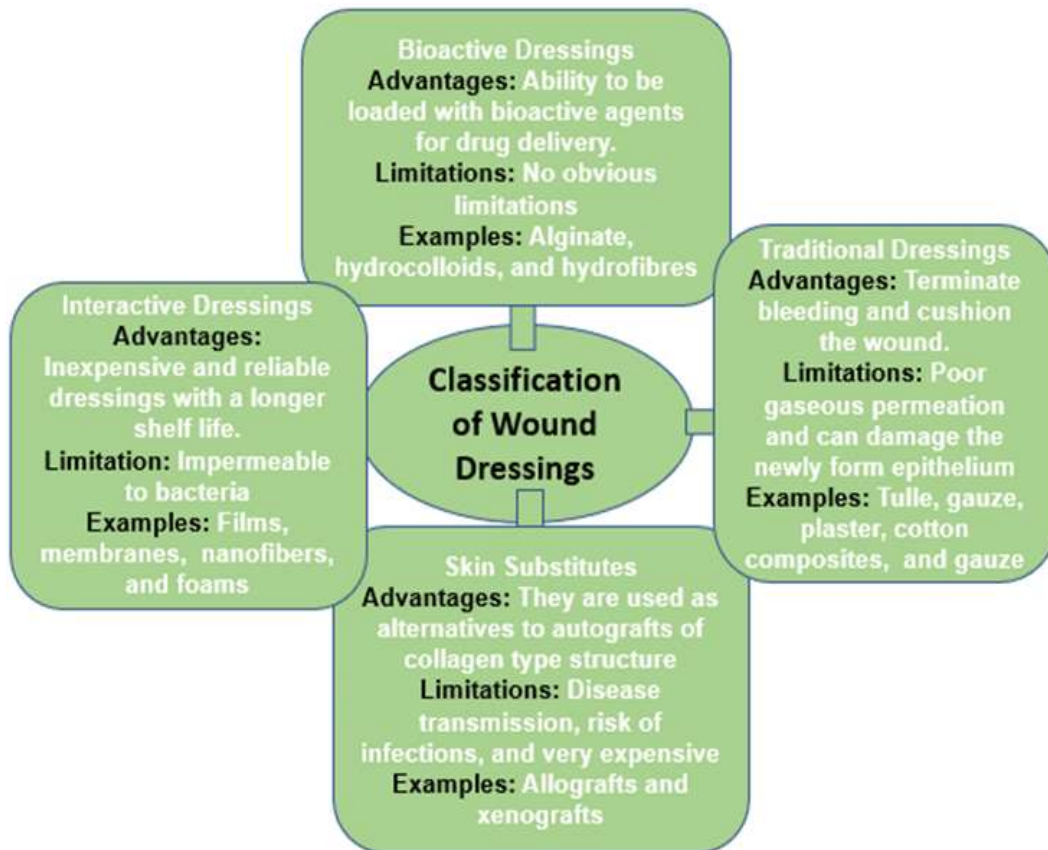 Bioactive Dressings
Advantages: Ability to be
loaded with bioactive agents
for drug delivery.
Limitations: No obvious
limitations
Examples: Alginate,
hydrocolloids, and hydrofibres
Interactive Dressings
Advantages:
Inexpensive and reliable
dressings with a longer
shelf life.
Limitation: Impermeable
to bacteria
Examples: Films,
membranes, nanofibers,
and foams
Classification
of Wound
Dressings
Traditional Dressings
Advantages: Terminate
bleeding and cushion
the wound.
Limitations: Poor
gaseous permeation
and can damage the
newly form epithelium
Examples: Tulle, gauze,
plaster, cotton
composites, and gauze
Skin Substitutes
Advantages: They are used as
alternatives to autografts of
collagen type structure
Limitations: Disease
transmission, risk of
infections, and very expensive
Examples: Allografts and
xenografts